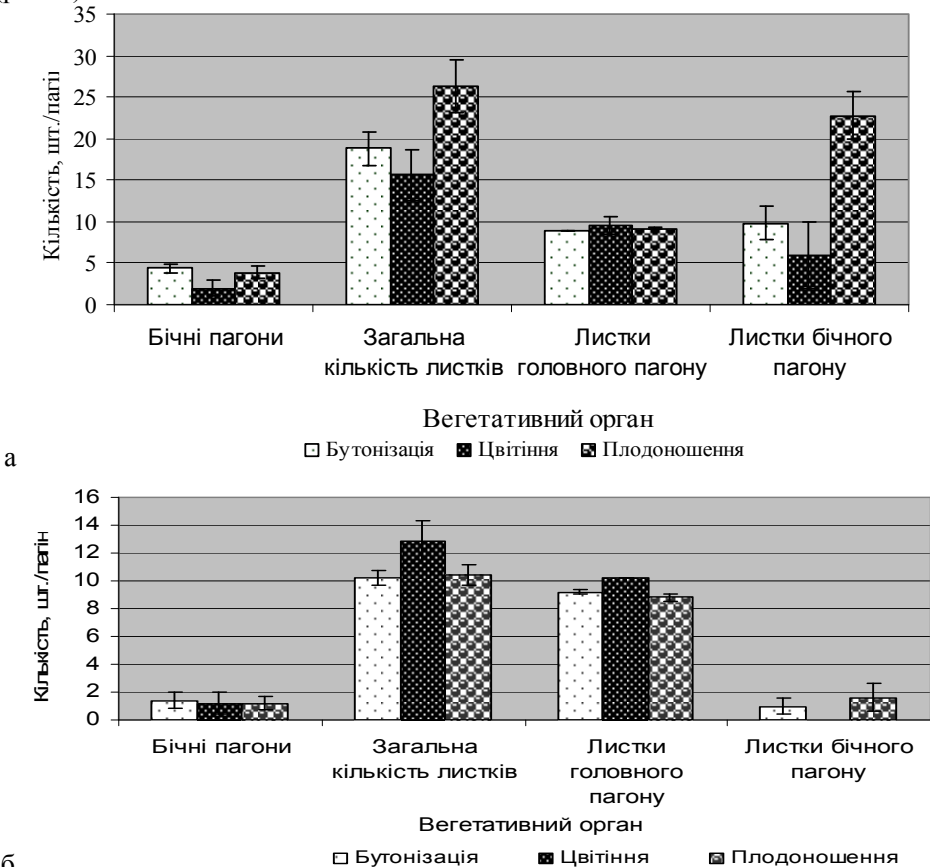 35
30
25
20
15
10
5
0
Кількість, шт./пагін
Бічні пагони
Загальна
кількість листків
Листки
головного пагону
Листки бічного
пагону
Вегетативний орган
Бутонізація Цвітіння Плодоношення
а
16
14
12
10
8
6
4
2
0
Кількість, шт./пагін
Бічні пагони
Загальна
кількість листків
Листки
головного
пагону
Листки бічного
пагону
Вегетативний орган
Бутонізація Цвітіння Плодоношення
б